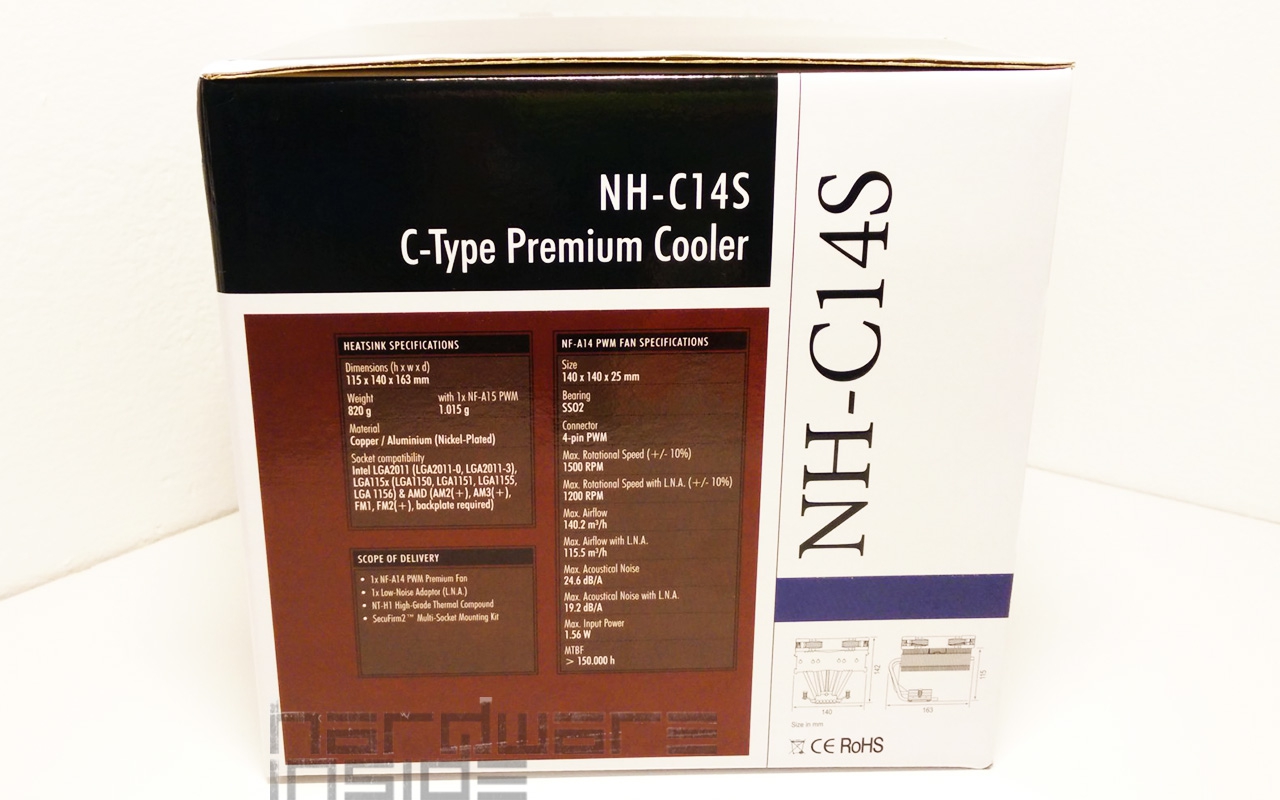 NH-C14S
C-Type Premium Cooler
HEATSINK SPECIFICATIONS
Dimensions (h x w x d)
115 x 140 x 163 mm
Weight with 1x NF-A15 PWM
820 g 1.015 g
Material
Copper / Aluminium (Nickel-Plated)
Socket compatibility
Intel LGA2011 (LGA2011-0, LGA2011-3),
LGA115x (LGA1150, LGA1151, LGA1155,
LGA 1156) & AMD (AM2(+), AM3(+),
FM1, FM2(+), backplate required)
SCOPE OF DELIVERY
• 1x NF-A14 PWM Premium Fan
• 1x Low-Noise Adaptor (L.N.A.)
• NT-H1 High-Grade Thermal Compound
• SecuFirm2™ Multi-Socket Mounting Kit
NF-A14 PWM FAN SPECIFICATIONS
Size
140 x 140 x 25 mm
Bearing
SSO2
Connector
4-pin PWM
Max. Rotational Speed (+/- 10%)
1500 RPM
Max. Rotational Speed with L.N.A. (+/- 10%)
1200 RPM
Max. Airflow
140.2 m³/h
Max. Airflow with L.N.A.
115.5 m³/h
Max. Acoustical Noise
24.6 dB/A
Max. Acoustical Noise with L.N.A.
19.2 dB/A
Max. Input Power
1.56 W
MTBF
> 150.000 h
NH-C14S
142
140
115
163
Size in mm
CE RoHS
hardware
inside